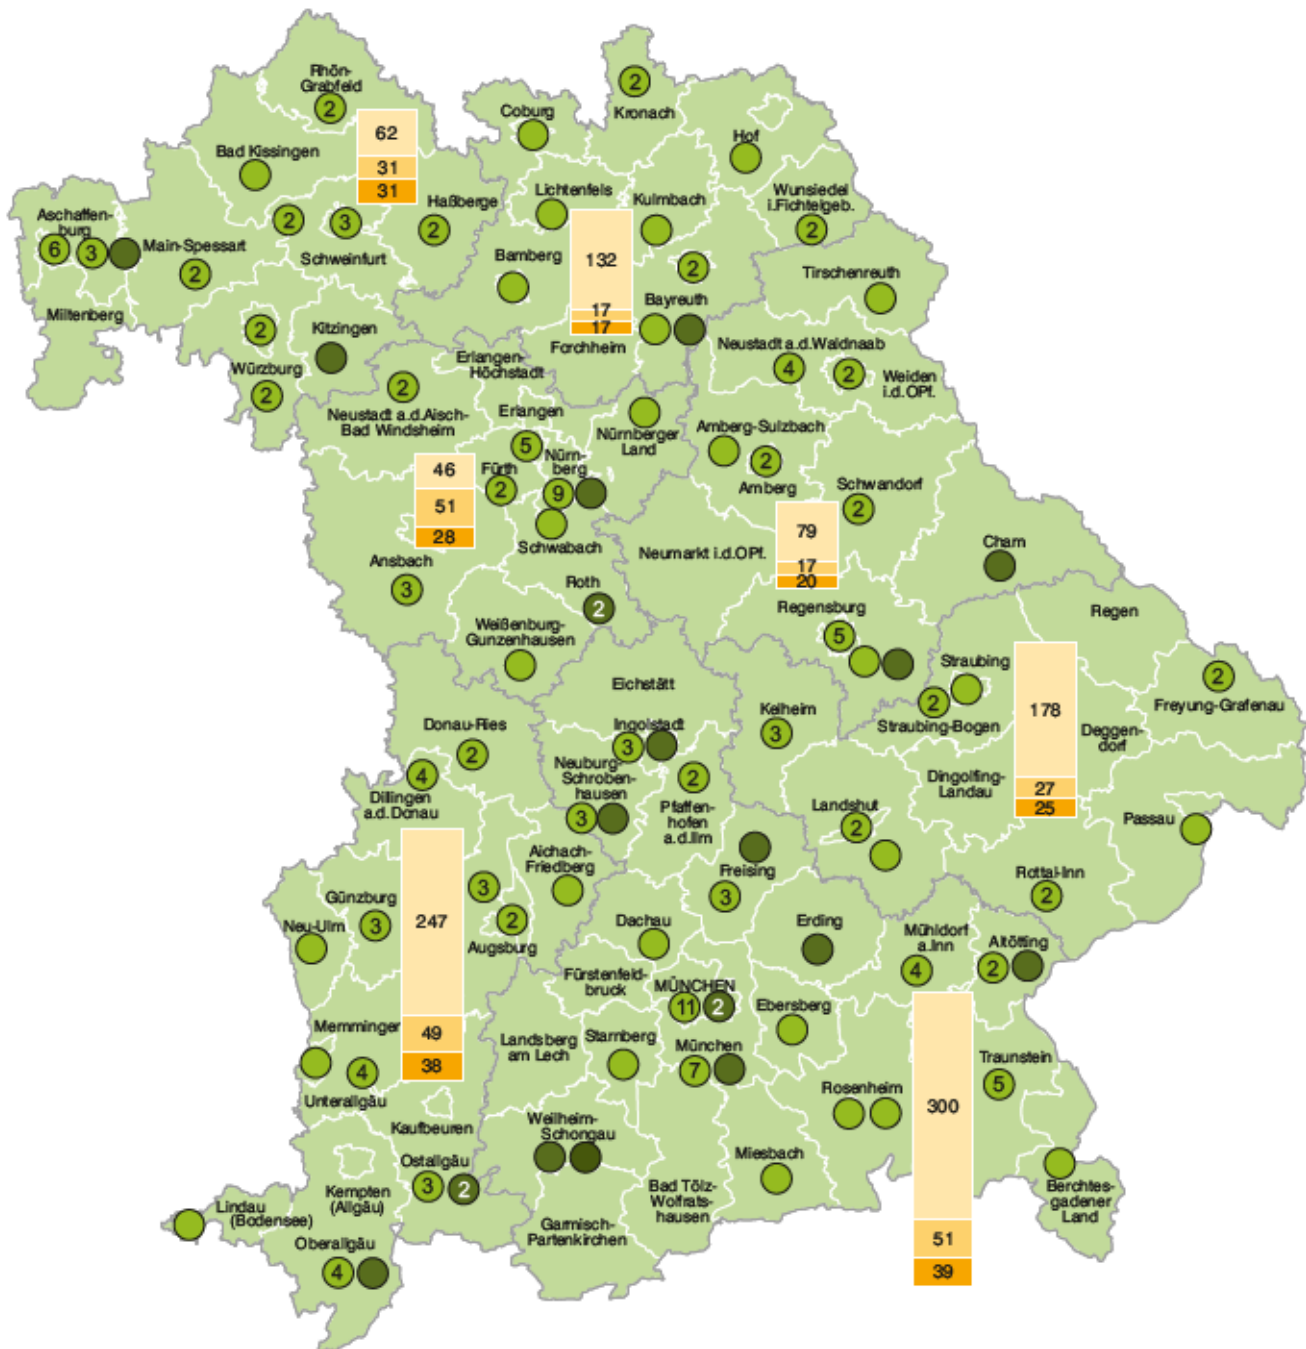 Rhön-
Grabfeld
2
2
Kronach
Coburg
62
31
31
Bad Kissingen
Hof
Haßberge
2
Lichtenfels
Kulmbach
Wunsiedel
i.Fichtelgeb.
2
Aschaffen-
burg
6
3
Main-Spessart
2
2
3
Schweinfurt
132
17
17
Bamberg
2
Bayreuth
Tirschenreuth
Miltenberg
2
Kitzingen
Forchheim
Würzburg
2
2
Erlangen-
Höchstadt
Neustadt a.d.Waldnaab
4
2
Weiden
i.d.OPf.
Neustadt a.d.Aisch-
Bad Windsheim
Erlangen
5
Nürnberger
Land
Amberg-Sulzbach
2
Amberg
46
51
28
Fürth
2
Nürn-
berg
9
Schwabach
Schwandorf
2
79
17
20
Neumarkt i.d.OPf.
Cham
Ansbach
3
Roth
2
Regensburg
5
Regen
Weißenburg-
Gunzenhausen
Straubing
2
Straubing-Bogen
178
27
25
2
Freyung-Grafenau
Eichstätt
Kelheim
3
Deggen-
dorf
Donau-Ries
2
Ingolstadt
3
4
Dillingen
a.d.Donau
Neuburg-
Schroben-
hausen
3
2
Pfaffen-
hofen
a.d.Ilm
Dingolfing-
Landau
Landshut
2
Passau
247
49
38
Aichach-
Friedberg
Freising
3
Rottal-Inn
2
Günzburg
3
3
2
Augsburg
Neu-Ulm
Dachau
Erding
Mühldorf
a.Inn
4
Altötting
2
Fürstenfeld-
bruck
MÜNCHEN
11
2
Ebersberg
300
51
39
Memmingen
4
Unterallgäu
Landsberg
am Lech
Starnberg
München
7
Traunstein
5
Rosenheim
Kaufbeuren
Weilheim-
Schongau
Miesbach
Ostallgäu
3
2
Bad Tölz-
Wolfrats-
hausen
Berchtes-
gadener
Land
Kempten
(Allgäu)
Lindau
(Bodensee)
Garmisch-
Partenkirchen
Oberallgäu
4